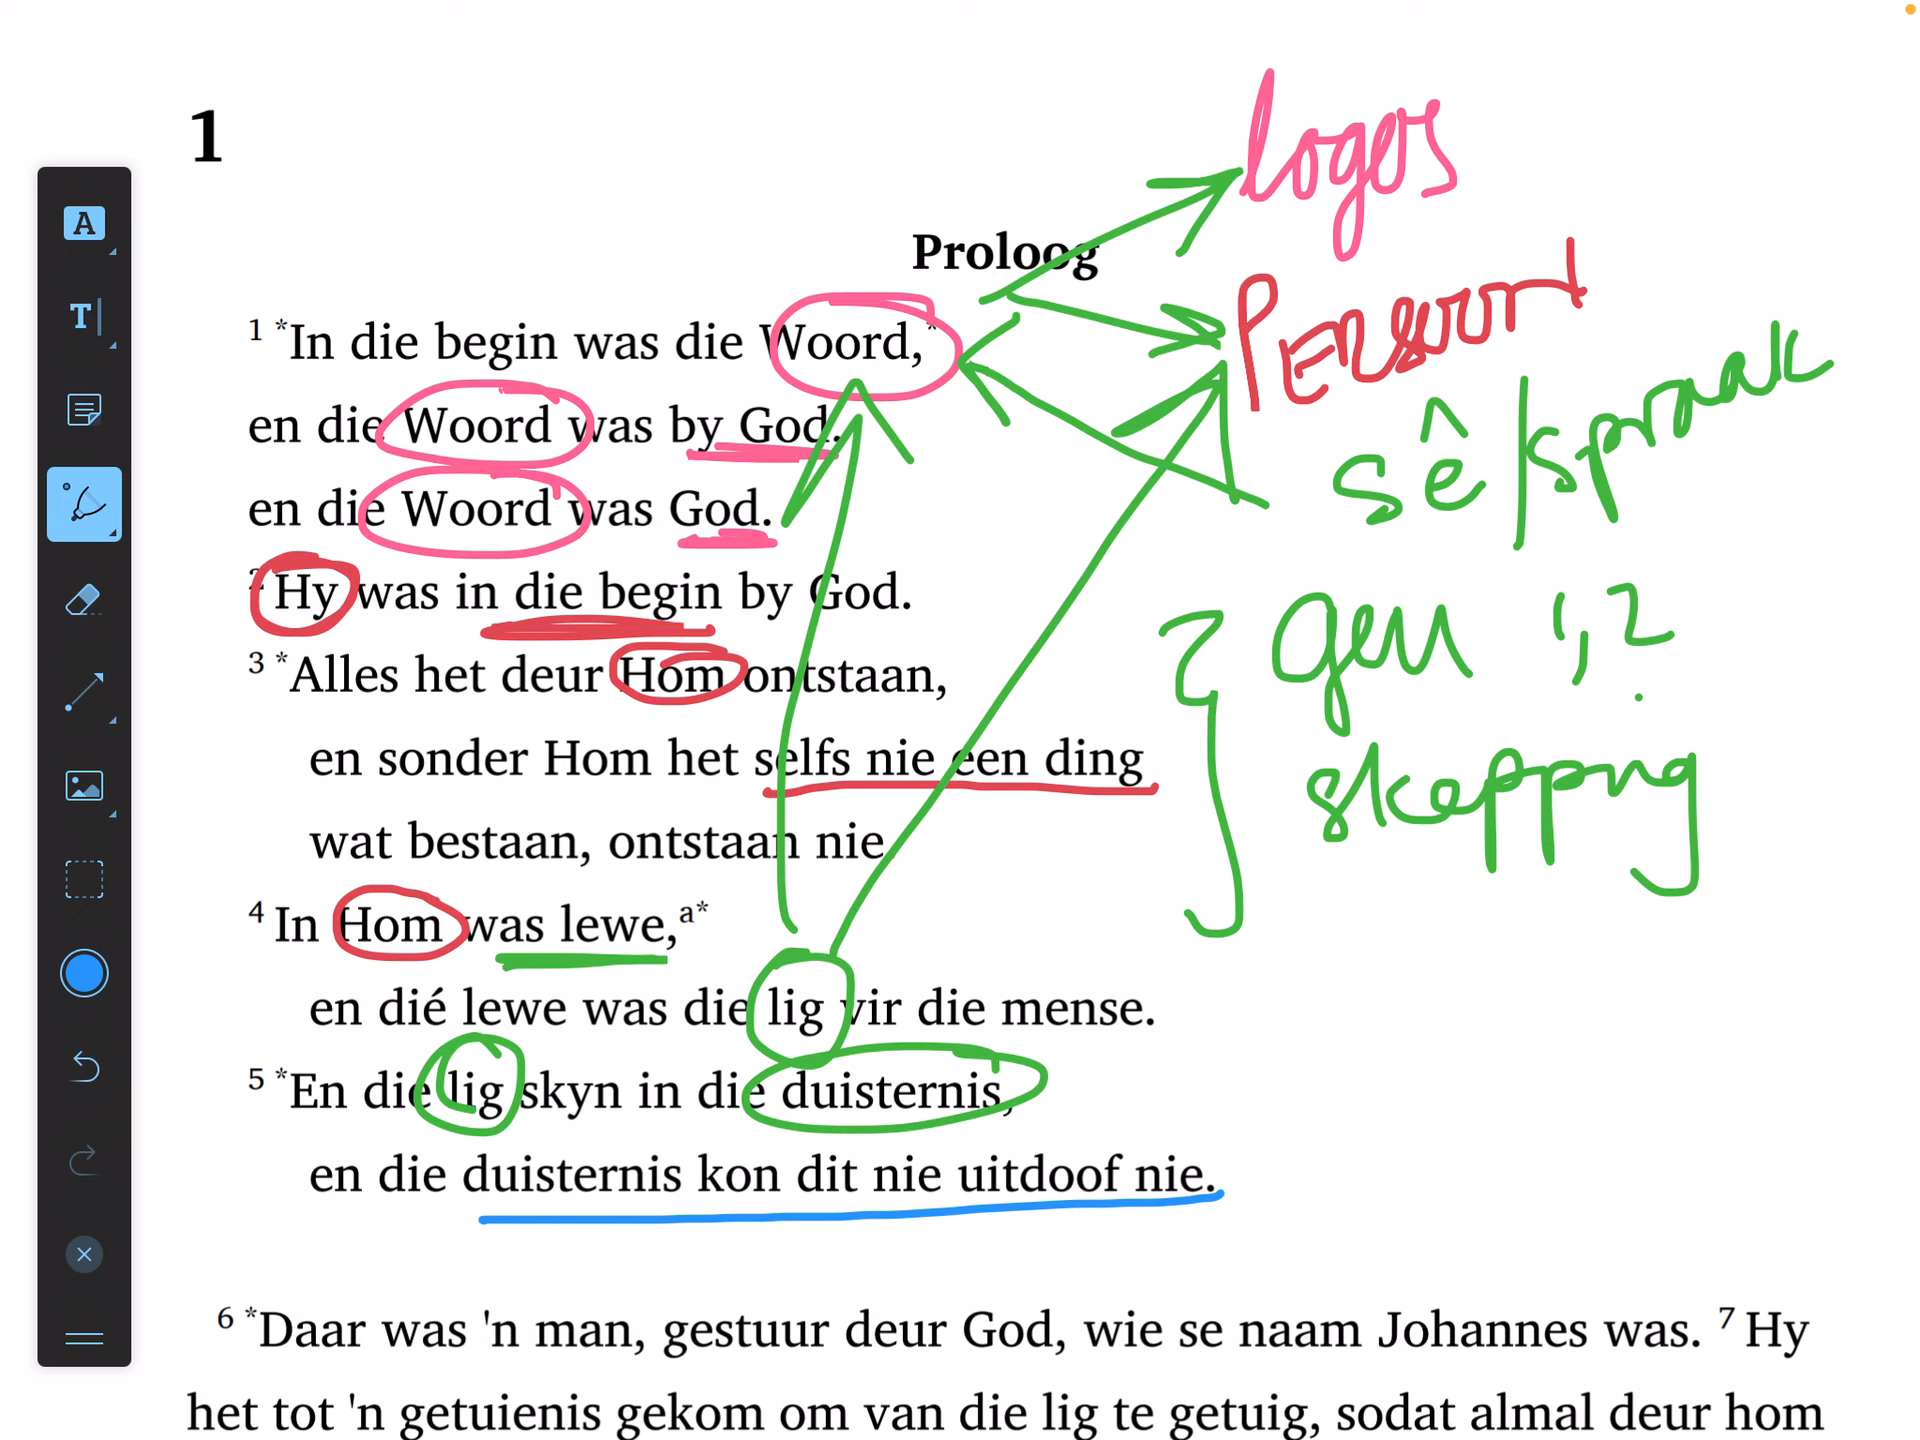 1
logos
Proloog
PERSOON
1 *In die begin was die Woord,*
sê/spraak
en die Woord was by God.
en die Woord was God.
2 Hy was in die begin by God.
gen 1,2
3 *Alles het deur Hom ontstaan,
en sonder Hom het selfs nie een ding
skepping
wat bestaan, ontstaan nie.
4 In Hom was lewe,a*
en dié lewe was die lig vir die mense.
5 *En die lig skyn in die duisternis,
en die duisternis kon dit nie uitdoof nie.
6 *Daar was 'n man, gestuur deur God, wie se naam Johannes was. 7 Hy
het tot 'n getuienis gekom om van die lig te getuig, sodat almal deur hom